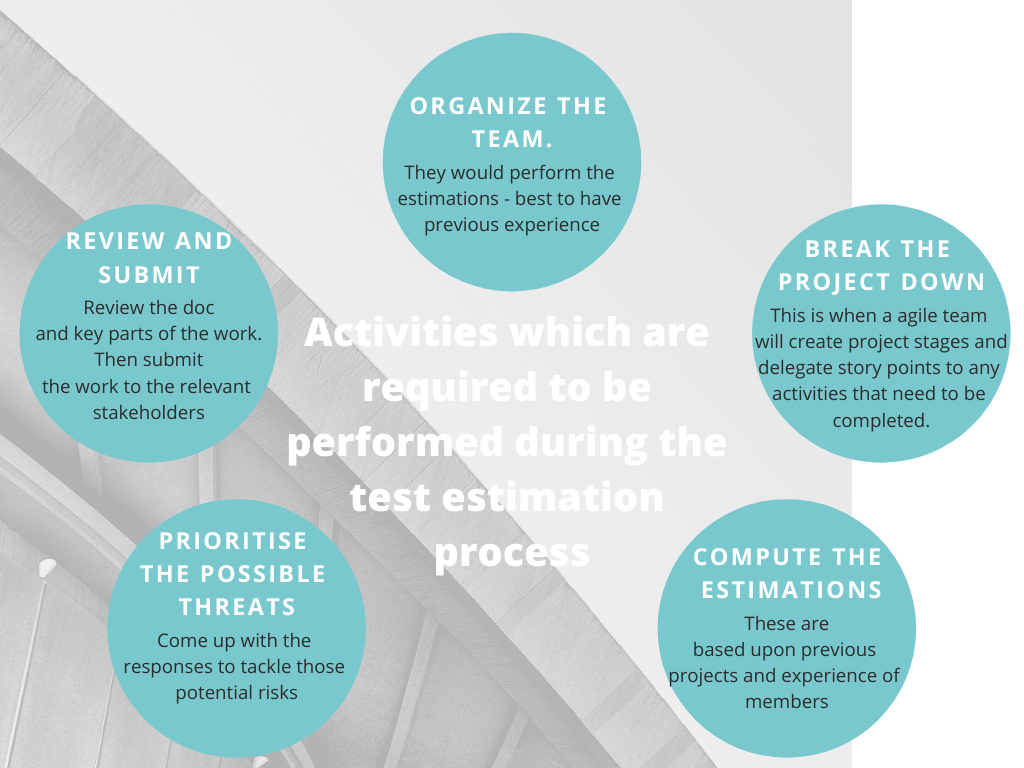 ORGANIZE THE
TEAM.
They would perform the
estimations - best to have
previous experience
BREAK THE
PROJECT DOWN
This is when a agile team
will create project stages and
delegate story points to any
activities that need to be
completed.
COMPUTE THE
ESTIMATIONS
These are
based upon previous
projects and experience of
members
PRIORITISE
THE POSSIBLE
THREATS
Come up with the
responses to tackle those
potential risks
REVIEW AND
SUBMIT
Review the doc
and key parts of the work.
Then submit
the work to the relevant
stakeholders
Activities which are
required to be
performed during the
test estimation
process